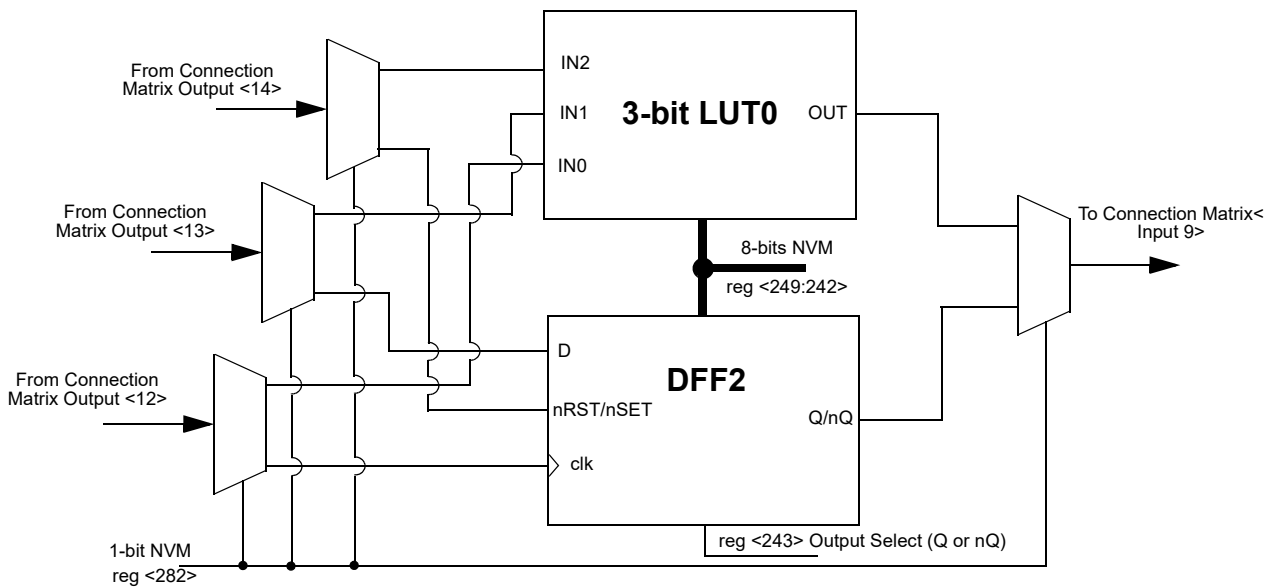 From Connection
Matrix Output <14>
IN2
IN1
3-bit LUT0
OUT
IN0
From Connection
Matrix Output <13>
To Connection Matrix<
Input 9>
8-bits NVM
reg <249:242>
D
DFF2
From Connection
Matrix Output <12>
nRST/nSET
Q/nQ
clk
reg <243> Output Select (Q or nQ)
1-bit NVM
reg <282>